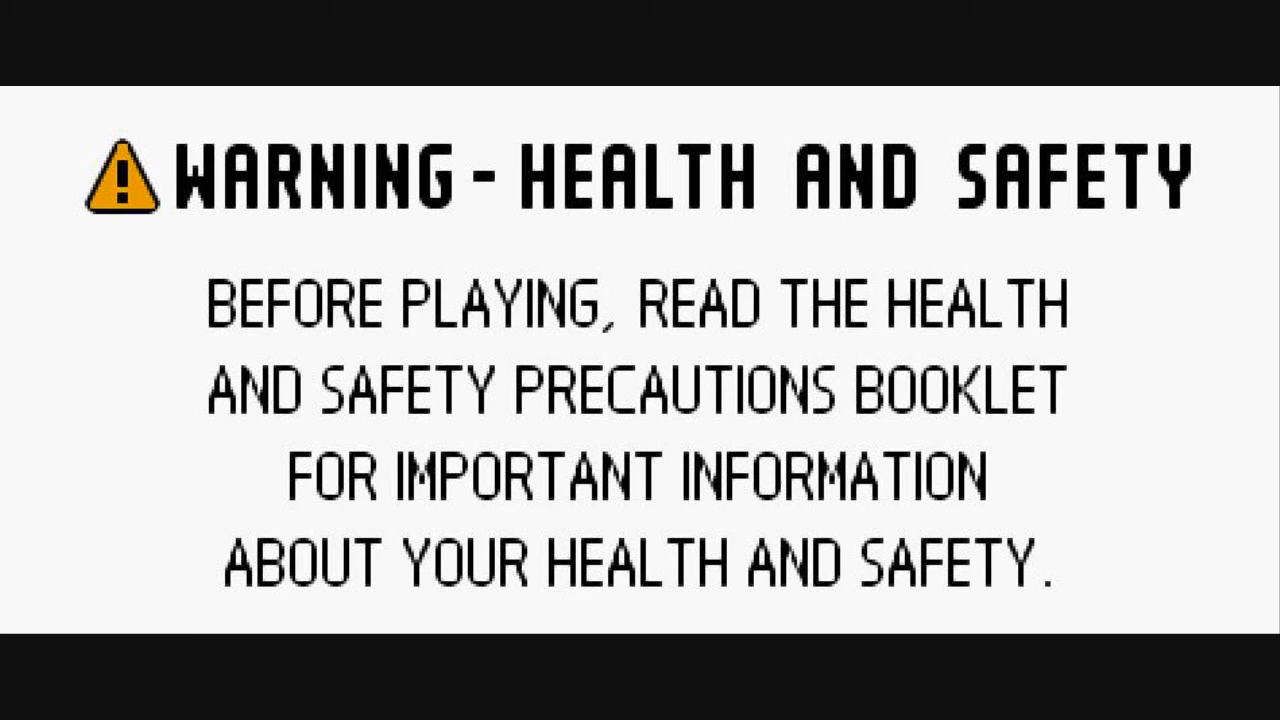 WARNING - HEALTH AND SAFETY
BEFORE PLAYING, READ THE HEALTH
AND SAFETY PRECAUTIONS BOOKLET
FOR IMPORTANT INFORMATION
ABOUT YOUR HEALTH AND SAFETY.